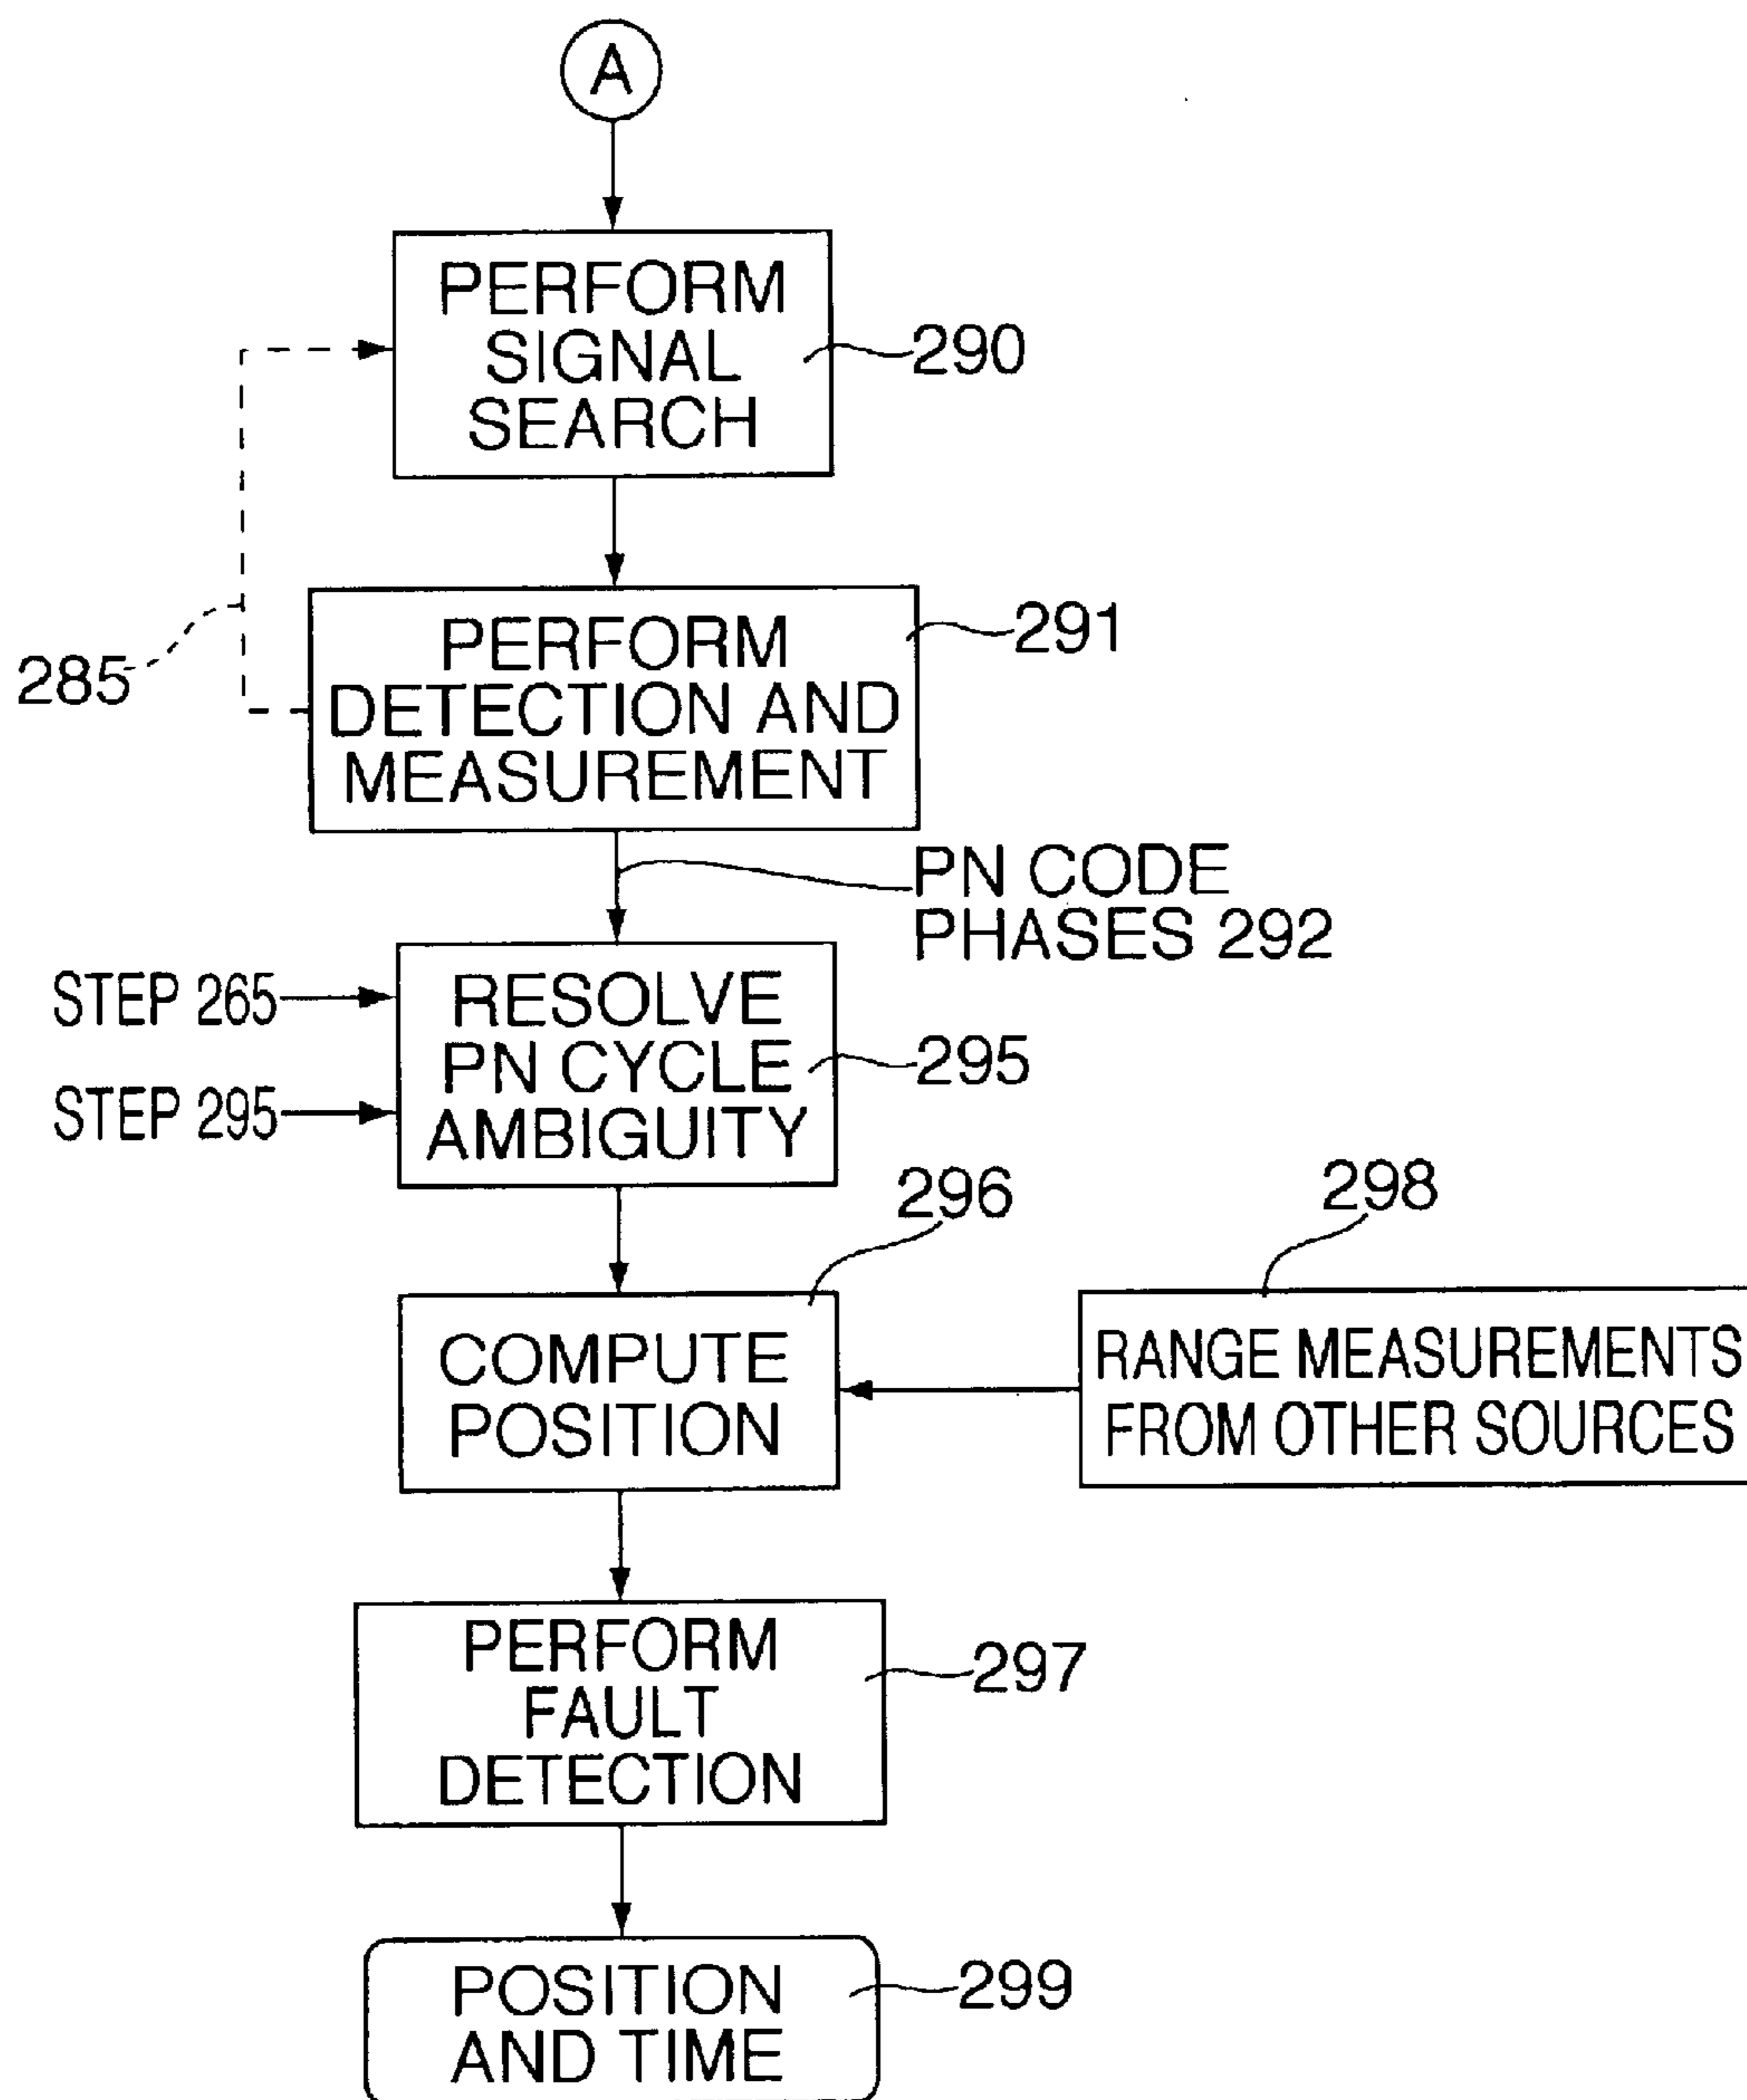 A
PERFORM
SIGNAL
SEARCH
290
285
PERFORM
DETECTION AND
MEASUREMENT
291
PN CODE
PHASES 292
STEP 265
STEP 295
RESOLVE
PN CYCLE
AMBIGUITY
295
296
298
COMPUTE
POSITION
RANGE MEASUREMENTS
FROM OTHER SOURCES
PERFORM
FAULT
DETECTION
297
POSITION
AND TIME
299